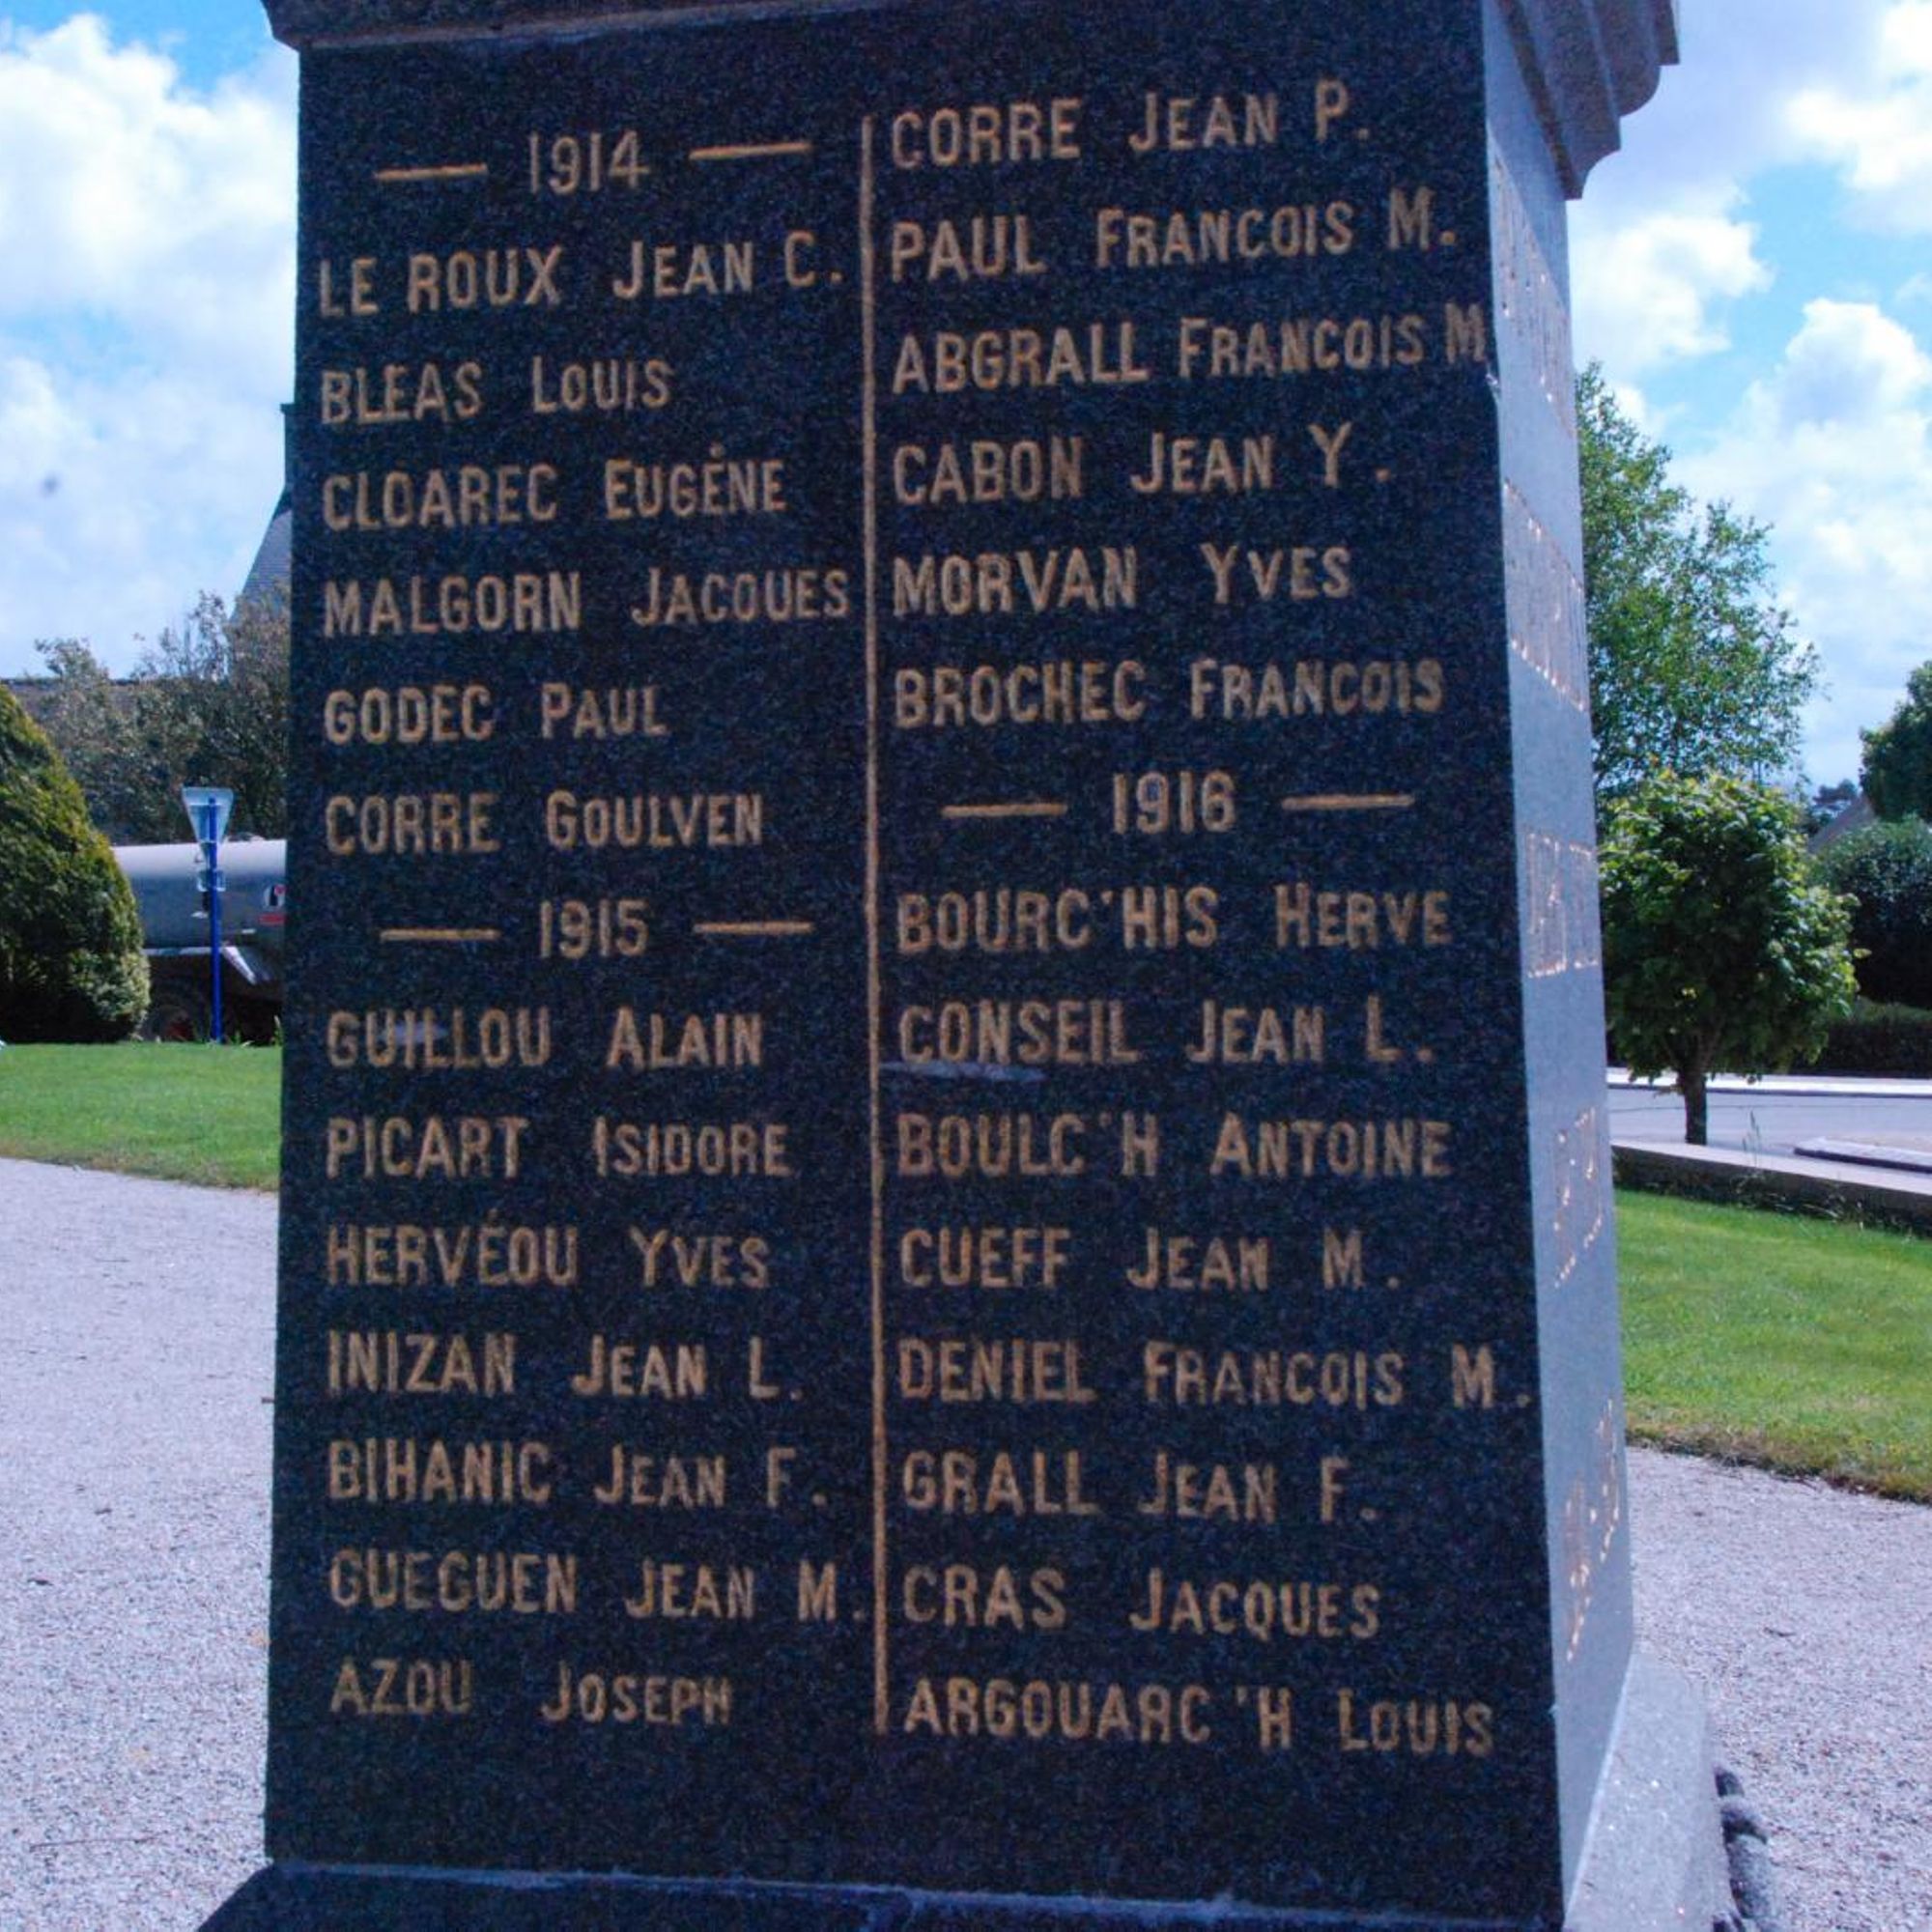 — 1914 —
LE ROUX JEAN C.
BLEAS LOUIS
CLOAREC EUGÉNE
MALGORN JACQUES
GODEC PAUL
CORRE GOULVEN
— 1915 —
GUILLOU ALAIN
PICART ISIDORE
HERVÉOU YVES
INIZAN JEAN L.
BIHANIC JEAN F.
GUEGUEN JEAN M.
AZOU JOSEPH
CORRE JEAN P.
PAUL FRANCOIS M.
ABGRALL FRANCOIS M
CABON JEAN Y.
MORVAN YVES
BROCHEC FRANCOIS
— 1916 —
BOURC'HIS HERVE
CONSEIL JEAN L.
BOULC'H ANTOINE
CUEFF JEAN M.
DENIEL FRANCOIS M.
GRALL JEAN F.
CRAS JACQUES
ARGOUARC'H LOUIS